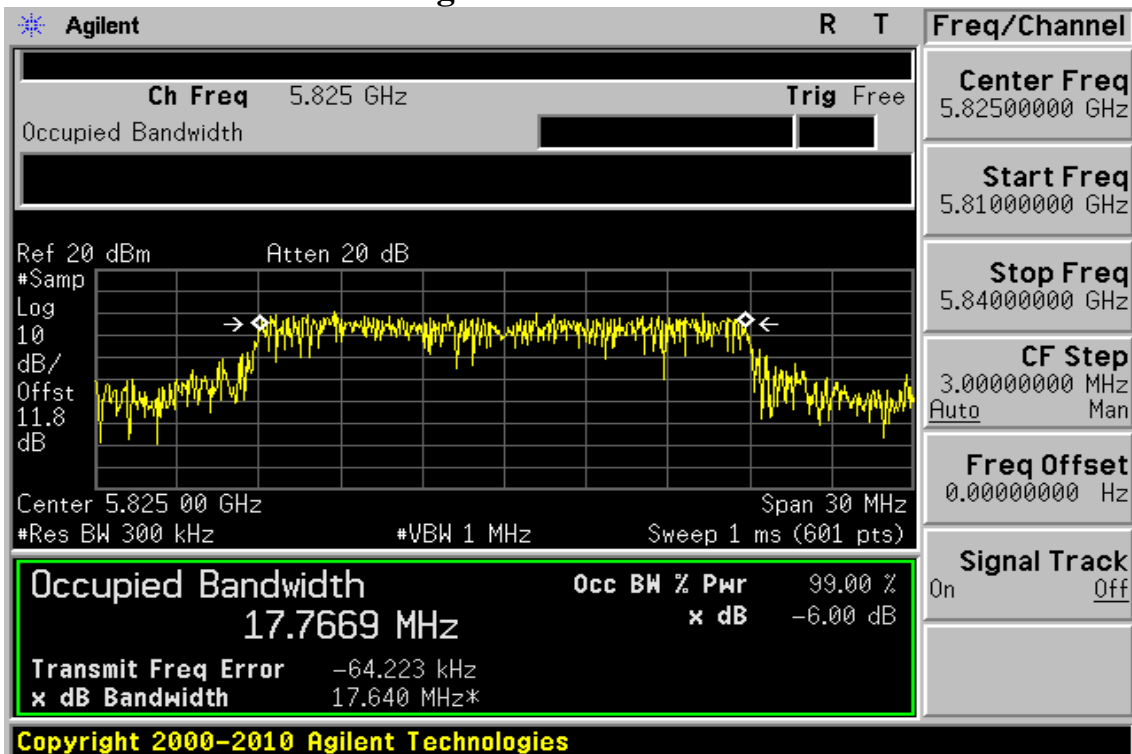 Agilent R T Freq/Channel
Ch Freq 5.825 GHz Trig Free
Occupied Bandwidth
Center Freq
5.82500000 GHz
Start Freq
5.81000000 GHz
Stop Freq
5.84000000 GHz
CF Step
3.00000000 MHz
Auto Man
Freq Offset
0.00000000 Hz
Signal Track
On Off
Ref 20 dBm Atten 20 dB
#Samp
Log
10
dB/
Offst
11.8
dB
Center 5.825 00 GHz Span 30 MHz
#Res BW 300 kHz #VBW 1 MHz Sweep 1 ms (601 pts)
Occupied Bandwidth Occ BW % Pwr 99.00 %
17.7669 MHz x dB -6.00 dB
Transmit Freq Error -64.223 kHz
x dB Bandwidth 17.640 MHz*
Copyright 2000-2010 Agilent Technologies